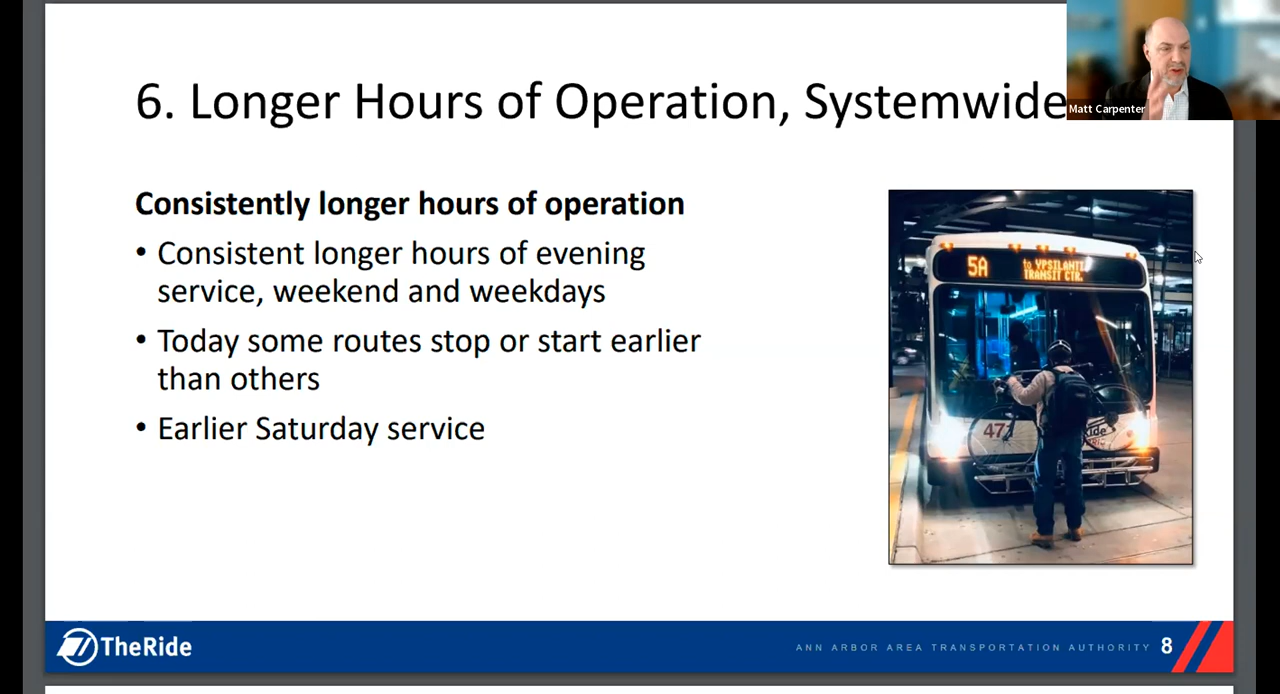 6. Longer Hours of Operation, Systemwide
Matt Carpenter
Consistently longer hours of operation
• Consistent longer hours of evening
service, weekend and weekdays
• Today some routes stop or start earlier
than others
• Earlier Saturday service
5A
to YPSILANTI
TRANSIT CTR.
47
Ride
TheRide
ANN ARBOR AREA TRANSPORTATION AUTHORITY 8